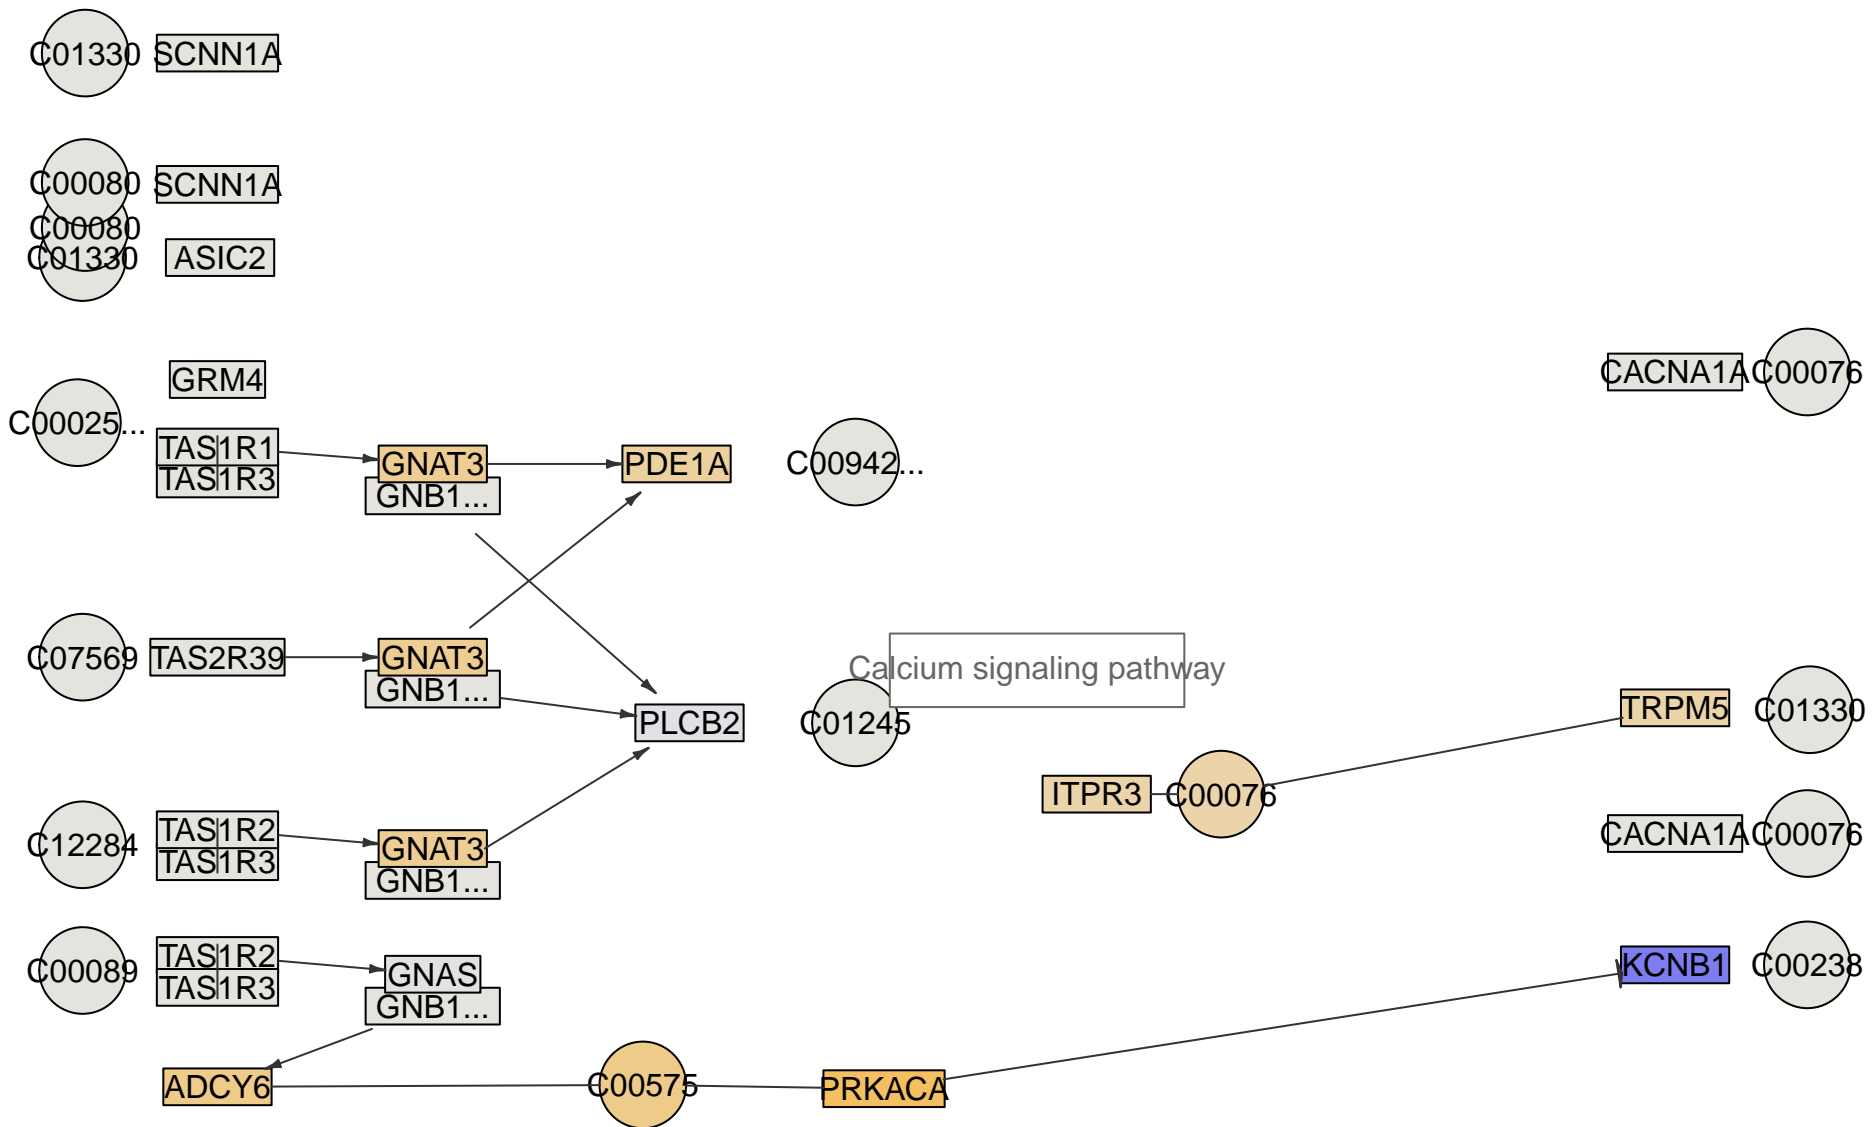 C01330 SCNN1A
C00080 SCNN1A
C00080
C01330 ASIC2
CACNA1A C00076
GRM4
C00025...
TAS1R1
GNAT3 PDE1A C00942...
TAS1R3
GNB1...
C07569 TAS2R39 GNAT3
Calcium signaling pathway
GNB1...
TRPM5 C01330
PLCB2 C01245
ITPR3 C00076
TAS1R2
CACNA1A C00076
C12284
GNAT3
TAS1R3
GNB1...
TAS1R2
KCNB1 C00238
C00089
GNAS
TAS1R3
GNB1...
ADCY6 C00575 PRKACA